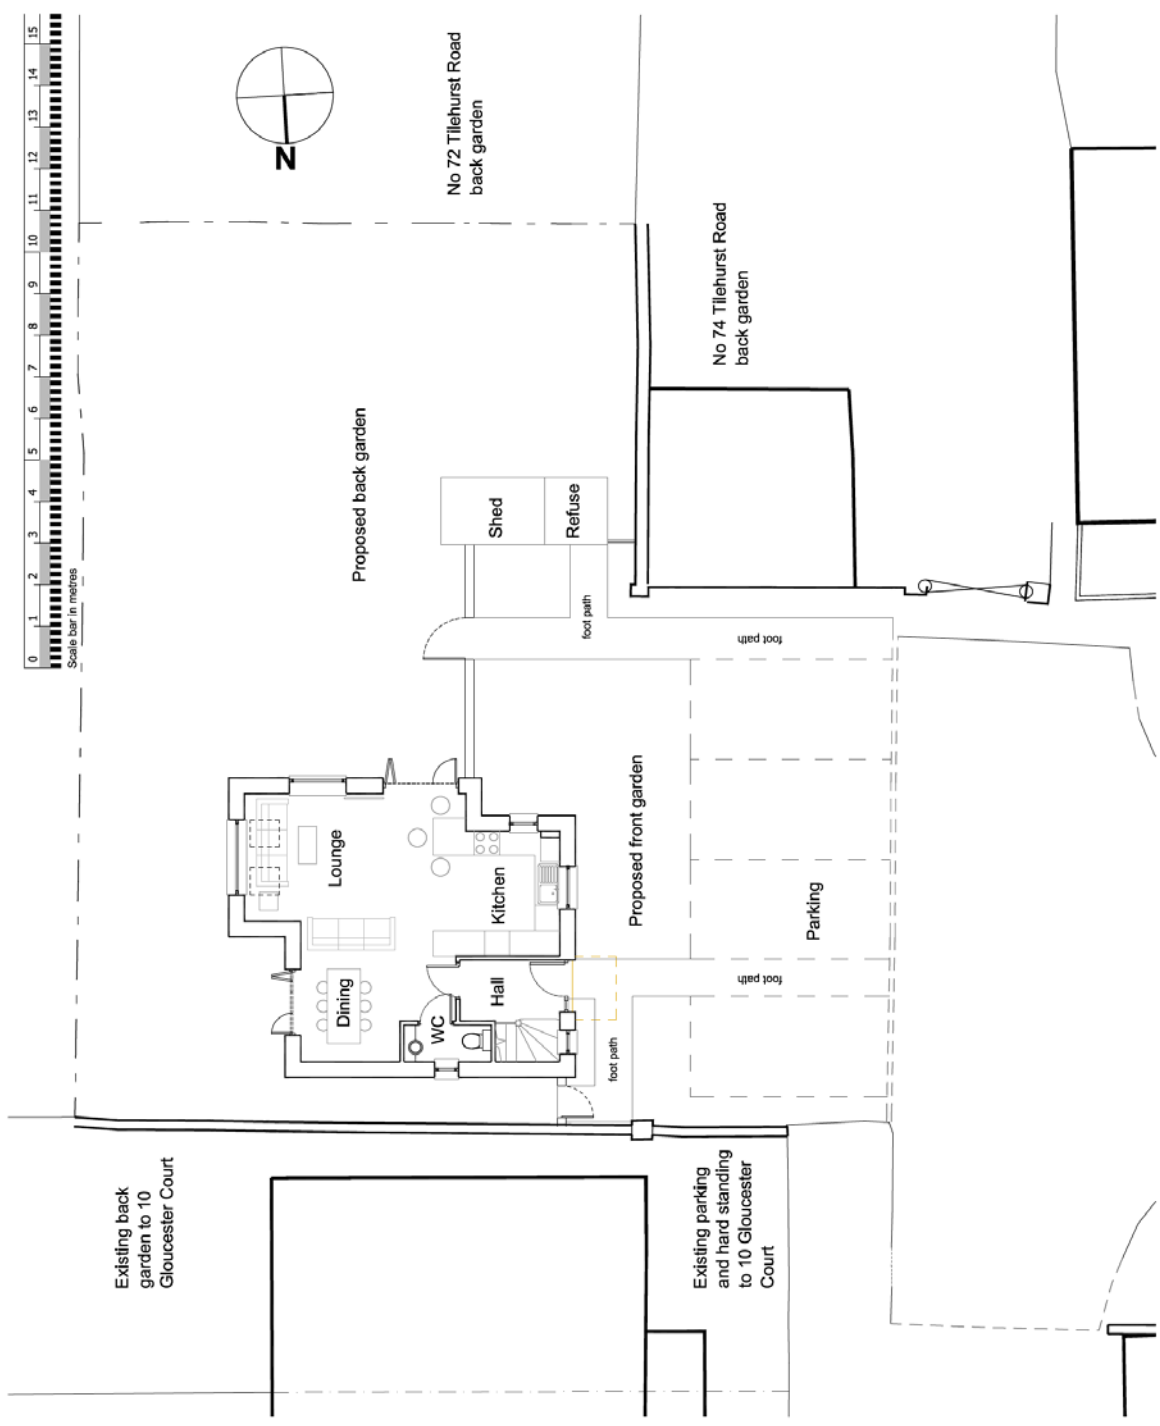 0 1 2 3 4 5 6 7 8 9 10 11 12 13 14 15
Scale bar in metres
N
No 72 Tilehurst Road
back garden
No 74 Tilehurst Road
back garden
Proposed back garden
Shed
Refuse
foot path
foot path
Lounge
Kitchen
Dining
WC
Hall
foot path
Proposed front garden
Parking
foot path
Existing back
garden to 10
Gloucester Court
Existing parking
and hard standing
to 10 Gloucester
Court